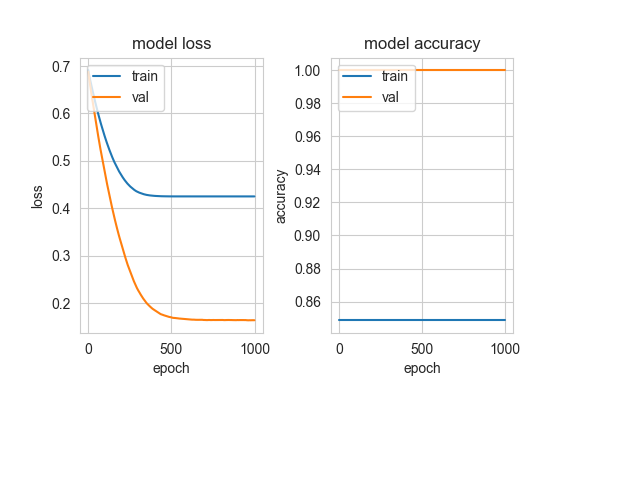 model loss
train
val
0.7
0.6
0.5
0.4
0.3
0.2
loss
0
500
1000
epoch
model accuracy
train
val
1.00
0.98
0.96
0.94
0.92
0.90
0.88
0.86
accuracy
0
500
1000
epoch